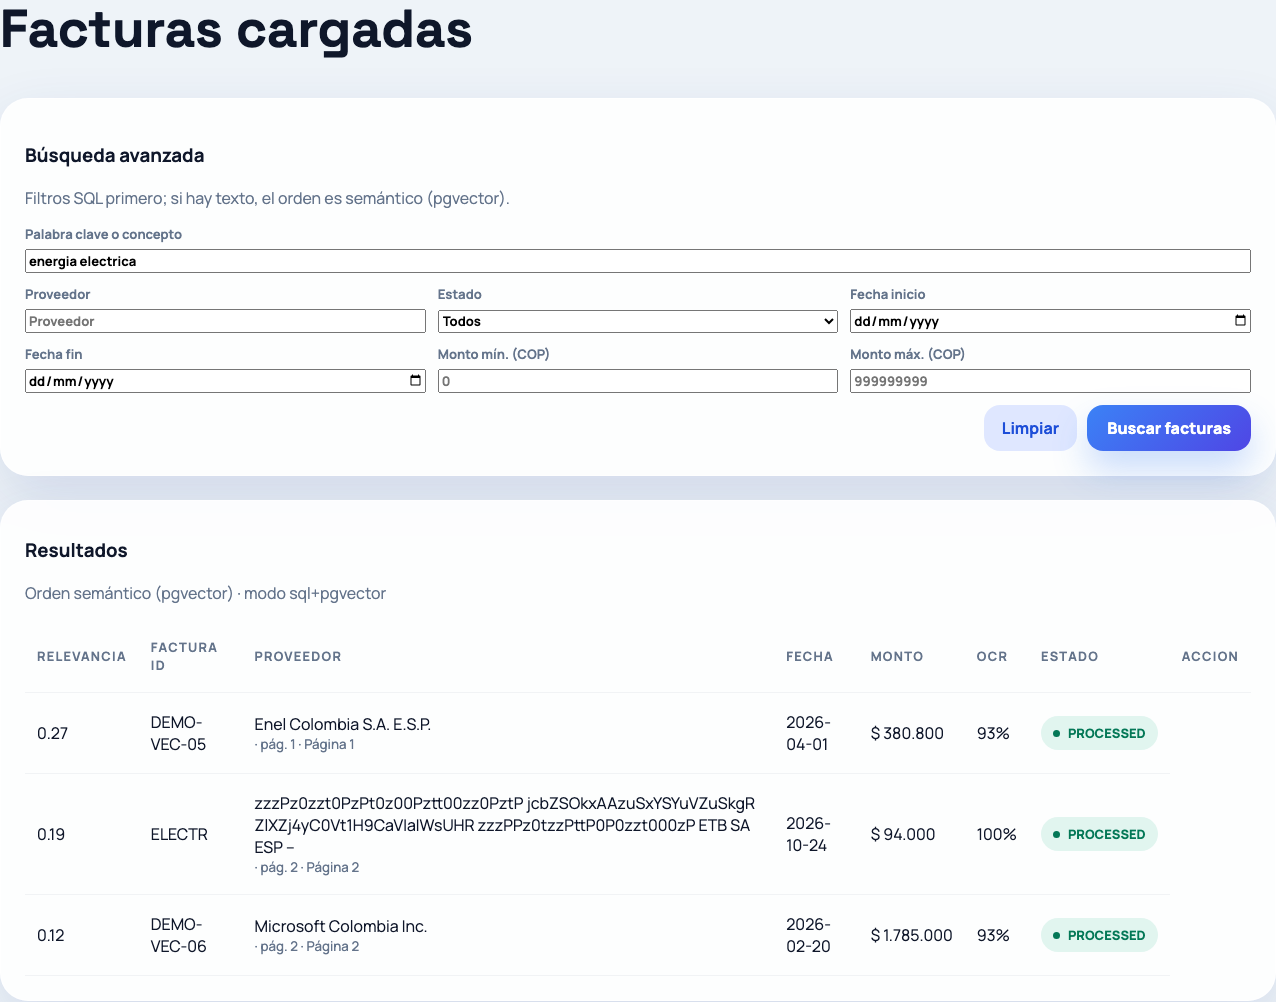 Facturas cargadas
Búsqueda avanzada
Filtros SQL primero; si hay texto, el orden es semántico (pgvector).
Palabra clave o concepto
energia electrica
Proveedor
Estado
Fecha inicio
Proveedor
Todos
dd/mm/yyyy
Fecha fin
Monto mín. (COP)
Monto máx. (COP)
dd/mm/yyyy
0
999999999
Limpiar
Buscar facturas
Resultados
Orden semántico (pgvector) · modo sql+pgvector
RELEVANCIA
FACTURA
ID
PROVEEDOR
FECHA
MONTO
OCR
ESTADO
ACCION
0.27
DEMO-
VEC-05
Enel Colombia S.A. E.S.P.
· pág. 1 · Página 1
2026-
04-01
$ 380.800
93%
PROCESSED
0.19
ELECTR
zzzPz0zzt0PzPt0z00Pztt00zz0PztP jcbZSOkxAAzuSxYSYuVZuSkgR
ESP –
· pág. 2 · Página 2
2026-
10-24
$ 94.000
100%
PROCESSED
0.12
DEMO-
VEC-06
Microsoft Colombia Inc.
· pág. 2 · Página 2
2026-
02-20
$ 1.785.000
93%
PROCESSED